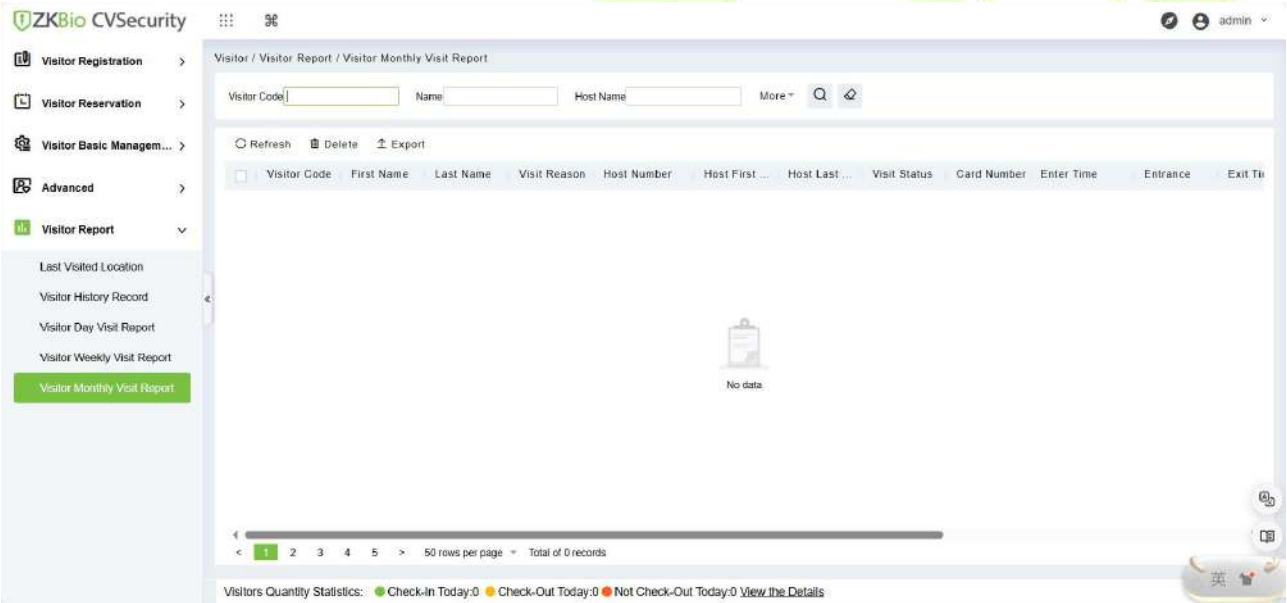 ZKBio CVSecurity
admin
Visitor Registration
Visitor Reservation
Visitor Basic Managem...
Advanced
Visitor Report
Last Visited Location
Visitor History Record
Visitor Day Visit Report
Visitor Weekly Visit Report
Visitor Monthly Visit Report
Visitor / Visitor Report / Visitor Monthly Visit Report
Visitor Code Name Host Name More
Refresh Delete Export
Visitor Code First Name Last Name Visit Reason Host Number Host First ... Host Last ... Visit Status Card Number Enter Time Entrance Exit Ti
No data
< 1 2 3 4 5 > 50 rows per page Total of 0 records
Visitors Quantity Statistics: Check-In Today:0 Check-Out Today:0 Not Check-Out Today:0 View the Details
英